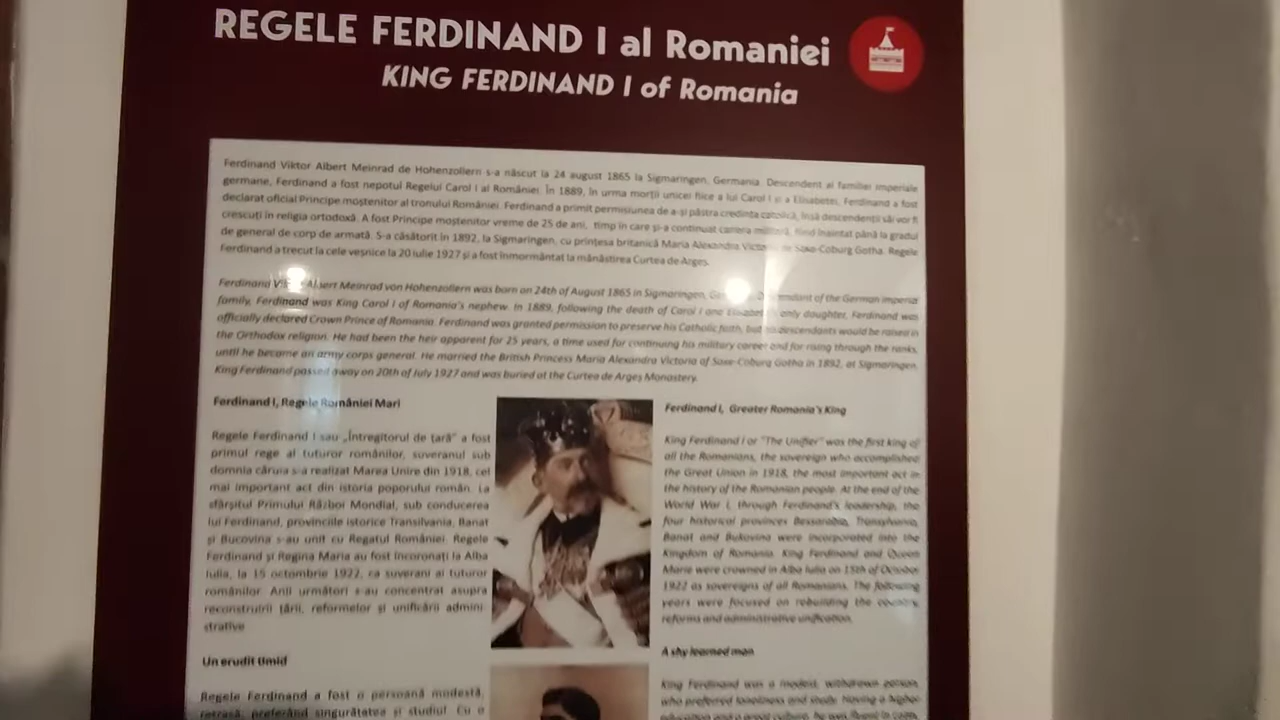 REGELE FERDINAND I al Romaniei
KING FERDINAND I of Romania
Ferdinand Viktor Albert Meinrad de Hohenzollern s-a născut la 24 august 1865 la Sigmaringen, Germania. Descendent al familiei imperiale
germane, Ferdinand a fost nepotul Regelui Carol I al României. În 1889, în urma morții unicei fiice a lui Carol I și a Elisabetei, Ferdinand a fost
declarat oficial Principe moștenitor al tronului României. Ferdinand a primit permisiunea de a-și păstra credința catolică, însă descendenții săi vor fi
crescuți în religia ortodoxă. A fost Principe moștenitor vreme de 25 de ani, timp în care și-a continuat cariera militară, fiind înaintat până la gradul
de general de corp de armată. S-a căsătorit în 1892, la Sigmaringen, cu prințesa britanică Maria Alexandra Victoria de Saxe-Coburg Gotha. Regele
Ferdinand a trecut la cele veșnice la 20 iulie 1927 și a fost înmormântat la mănăstirea Curtea de Argeș.
Ferdinand Viktor Albert Meinrad von Hohenzollern was born on 24th of August 1865 in Sigmaringen, Descendant of the German imperial
family, Ferdinand was King Carol I of Romania's nephew. In 1889, following the death of Carol I and Elisabeth's only daughter, Ferdinand was
officially declared Crown Prince of Romania. Ferdinand was granted permission to preserve his Catholic faith, but his descendants would be raised in
the Orthodox religion. He had been the heir apparent for 25 years, a time used for continuing his military career and for rising through the ranks,
until he became an army corps general. He married the British Princess Maria Alexandra Victoria of Saxe-Coburg Gotha in 1892, at Sigmaringen.
King Ferdinand passed away on 20th of July 1927 and was buried at the Curtea de Argeș Monastery.
Ferdinand I, Regele României Mari
Regele Ferdinand I sau „Întregitorul de țară" a fost
primul rege al tuturor românilor, suveranul sub
domnia căruia s-a realizat Marea Unire din 1918, cel
mai important act din istoria poporului român. La
sfârșitul Primului Război Mondial, sub conducerea
lui Ferdinand, provinciile istorice Transilvania, Banat
și Bucovina s-au unit cu Regatul României. Regele
Ferdinand și Regina Maria au fost încoronați la Alba
Iulia, la 15 octombrie 1922, ca suverani ai tuturor
românilor. Anii următori s-au concentrat asupra
reconstruirii țării, reformelor și unificării admini-
strative
Un erudit timid
Regele Ferdinand a fost o persoană modestă,
retrasă, preferând singurătatea și studiul. Cu o
Ferdinand I, Greater Romania's King
King Ferdinand I or "The Unifier" was the first king of
all the Romanians, the sovereign who accomplished
the Great Union in 1918, the most important act in
the history of the Romanian people. At the end of the
World War I, through Ferdinand's leadership, the
four historical provinces Bessarabia, Transylvania,
Banat and Bukovina were incorporated into the
Kingdom of Romania. King Ferdinand and Queen
Marie were crowned in Alba Iulia on 15th of October
1922 as sovereigns of all Romanians. The following
years were focused on rebuilding the country,
reforms and administrative unification.
A shy learned man
King Ferdinand was a modest, withdrawn person,
who preferred loneliness and study. Having a higher
education and a great culture, he was fluent in